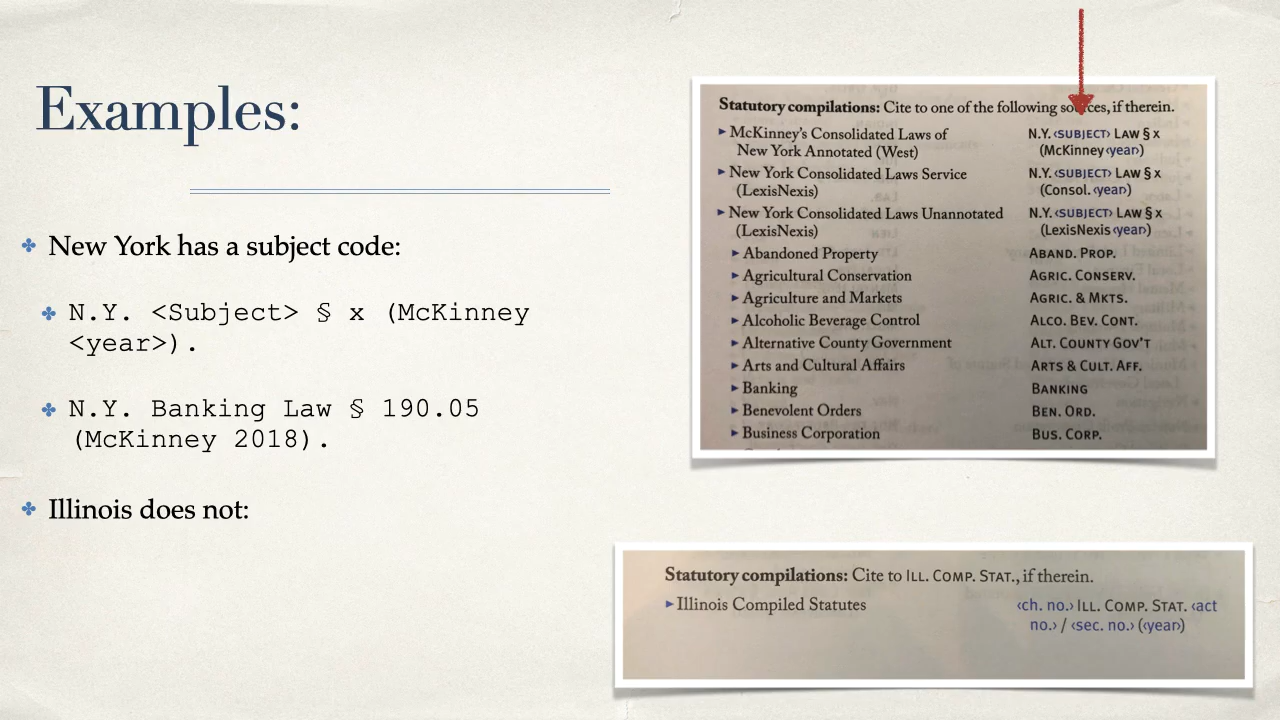 Examples:
New York has a subject code:
N.Y. <Subject> § x (McKinney
<year>).
N.Y. Banking Law § 190.05
(McKinney 2018).
Illinois does not:
Statutory compilations: Cite to one of the following sources, if therein.
▸ McKinney's Consolidated Laws of N.Y. ‹SUBJECT› LAW § x
New York Annotated (West) (McKinney ‹year›)
▸ New York Consolidated Laws Service N.Y. ‹SUBJECT› LAW § x
(LexisNexis) (Consol. ‹year›)
▸ New York Consolidated Laws Unannotated N.Y. ‹SUBJECT› LAW § x
(LexisNexis) (LexisNexis ‹year›)
▸ Abandoned Property ABAND. PROP.
▸ Agricultural Conservation AGRIC. CONSERV.
▸ Agriculture and Markets AGRIC. & MKTS.
▸ Alcoholic Beverage Control ALCO. BEV. CONT.
▸ Alternative County Government ALT. COUNTY GOV'T
▸ Arts and Cultural Affairs ARTS & CULT. AFF.
▸ Banking BANKING
▸ Benevolent Orders BEN. ORD.
▸ Business Corporation BUS. CORP.
Statutory compilations: Cite to ILL. COMP. STAT., if therein.
▸ Illinois Compiled Statutes ‹ch. no.› ILL. COMP. STAT. ‹act
no.› / ‹sec. no.› (‹year›)